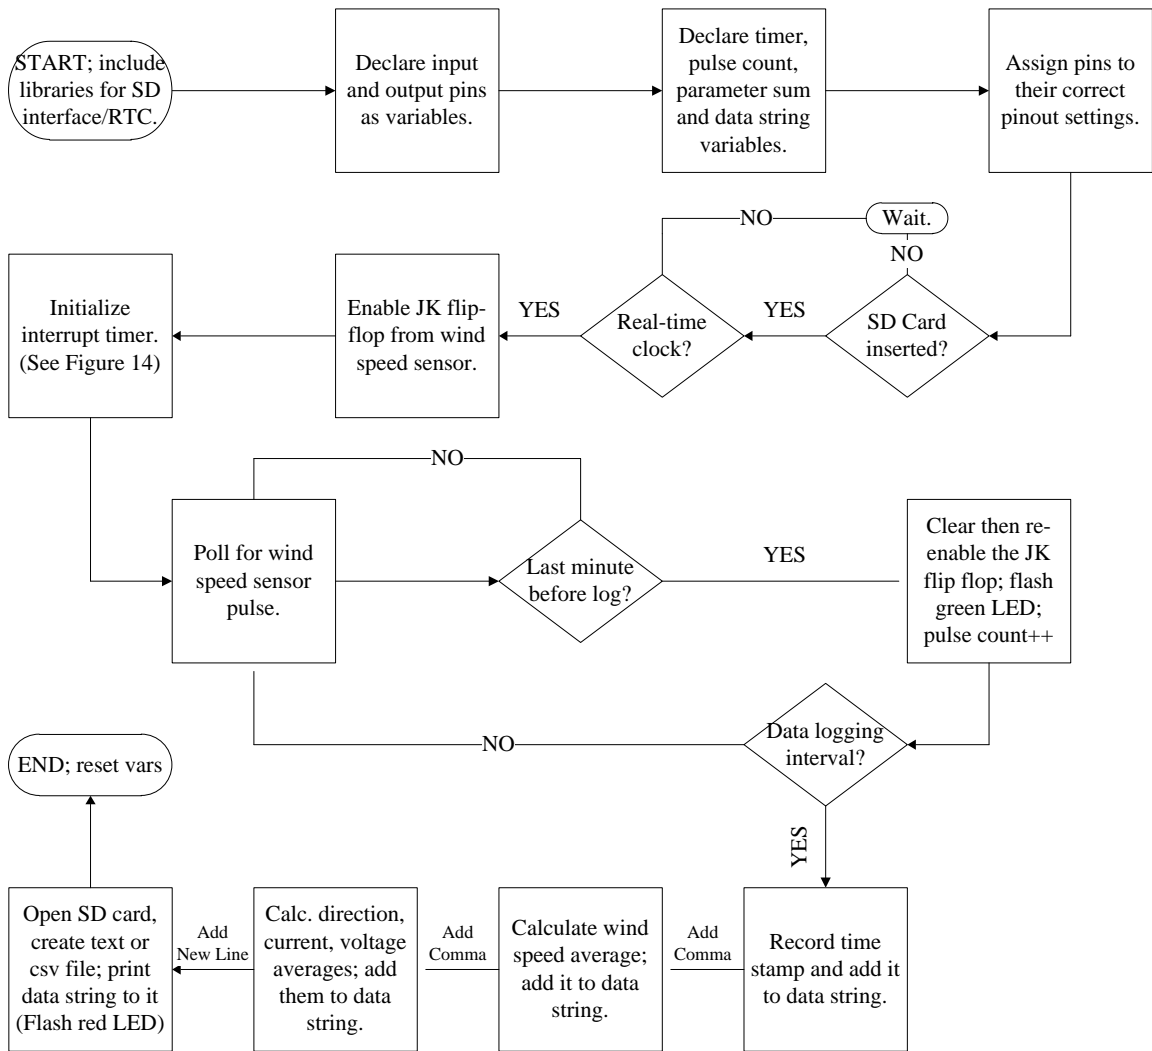 START; include
libraries for SD
interface/RTC.
Declare input
and output pins
as variables.
Declare timer,
pulse count,
parameter sum
and data string
variables.
Assign pins to
their correct
pinout settings.
NO
Wait.
NO
Initialize
interrupt timer.
(See Figure 14)
Enable JK flip-
flop from wind
speed sensor.
YES
Real-time
clock?
YES
SD Card
inserted?
NO
Poll for wind
speed sensor
pulse.
Last minute
before log?
YES
Clear then re-
enable the JK
flip flop; flash
green LED;
pulse count++
END; reset vars
NO
Data logging
interval?
YES
Open SD card,
create text or
csv file; print
data string to it
(Flash red LED)
Add
New Line
Calc. direction,
current, voltage
averages; add
them to data
string.
Add
Comma
Calculate wind
speed average;
add it to data
string.
Add
Comma
Record time
stamp and add it
to data string.